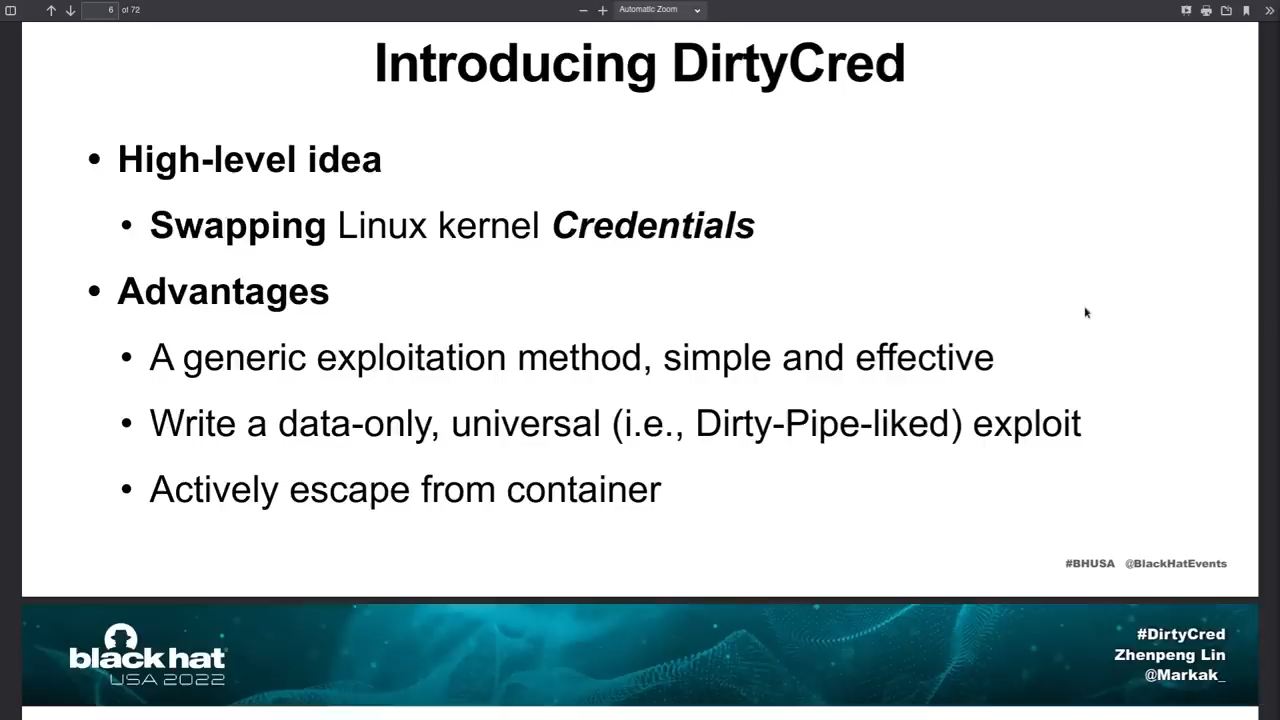 6 of 72
Automatic Zoom
Introducing DirtyCred
• High-level idea
• Swapping Linux kernel Credentials
• Advantages
• A generic exploitation method, simple and effective
• Write a data-only, universal (i.e., Dirty-Pipe-liked) exploit
• Actively escape from container
#BHUSA @BlackHatEvents
black hat
USA 2022
#DirtyCred
Zhenpeng Lin
@Markak_